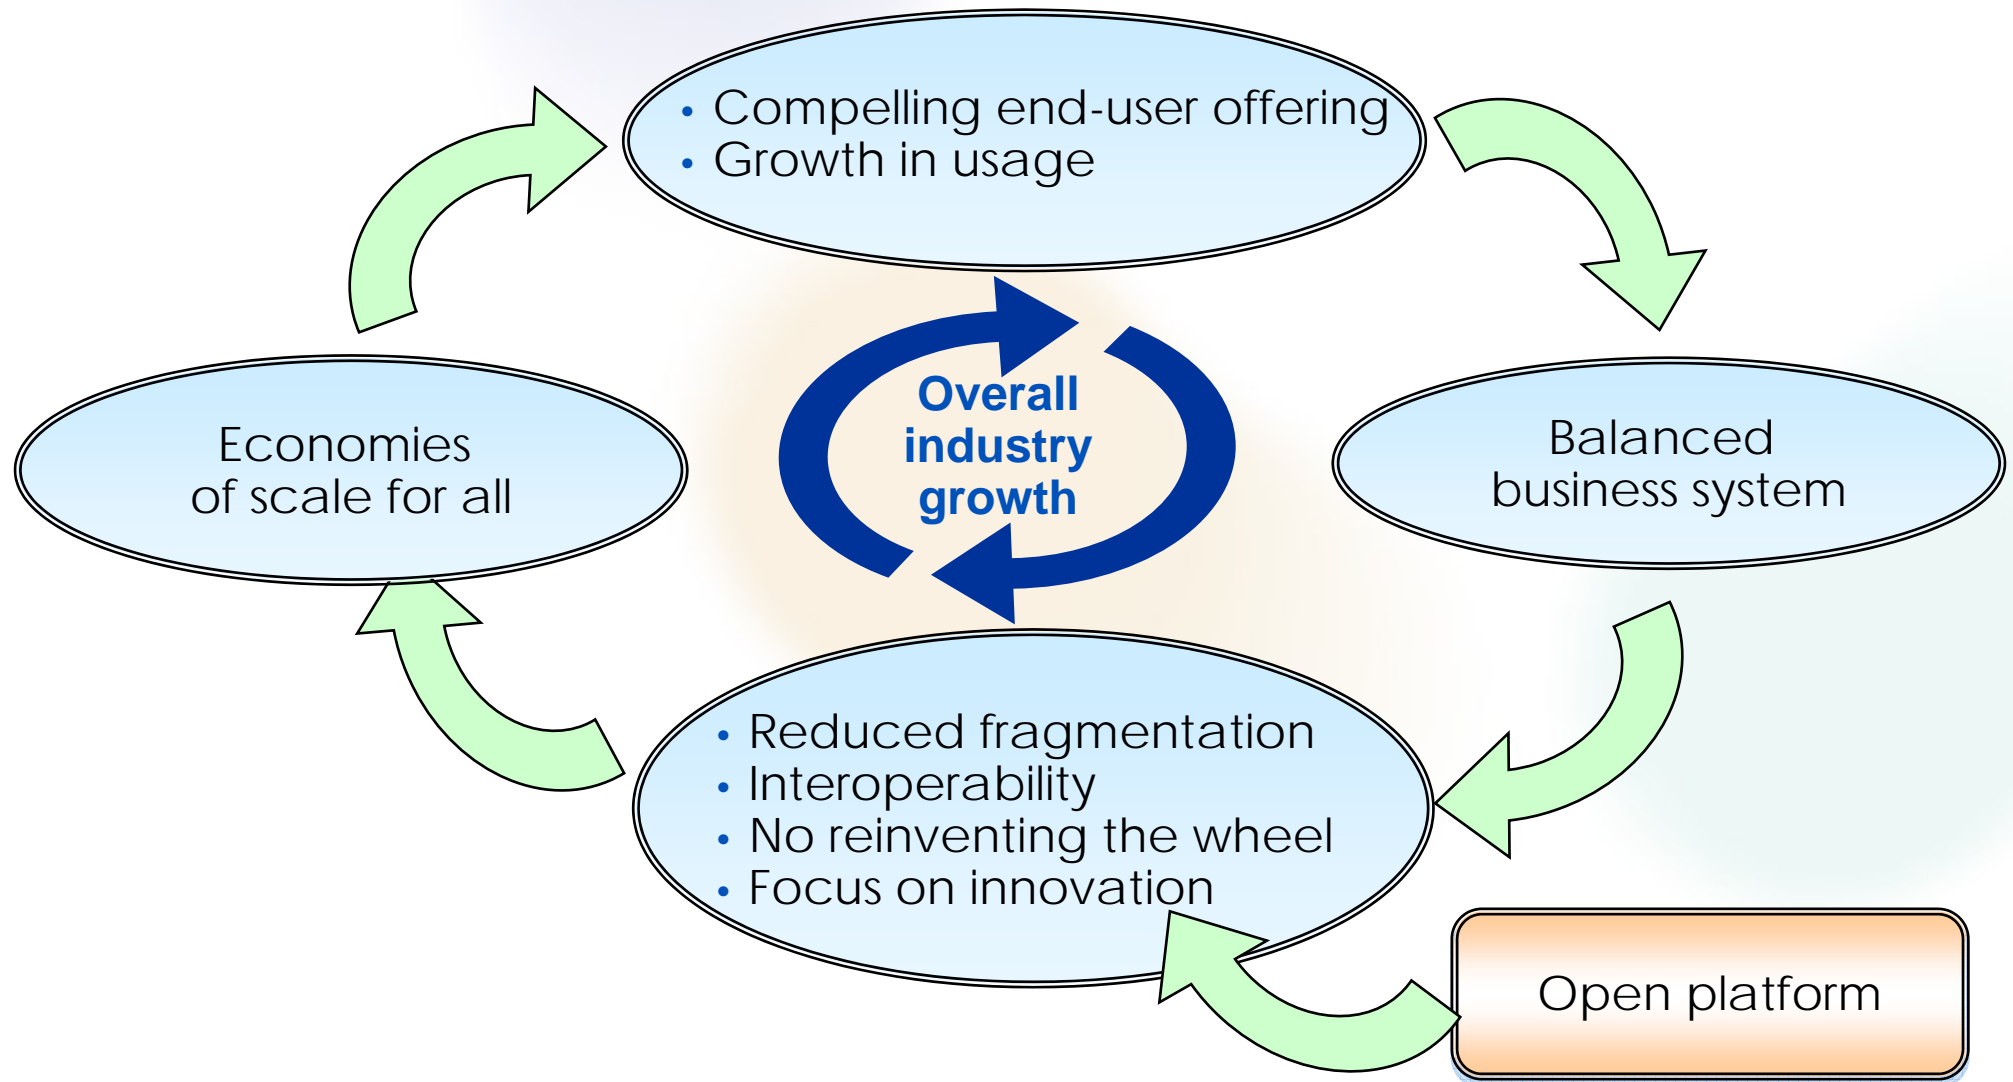 • Compelling end-user offering
• Growth in usage
Overall
industry
growth
Economies
of scale for all
Balanced
business system
• Reduced fragmentation
• Interoperability
• No reinventing the wheel
• Focus on innovation
Open platform